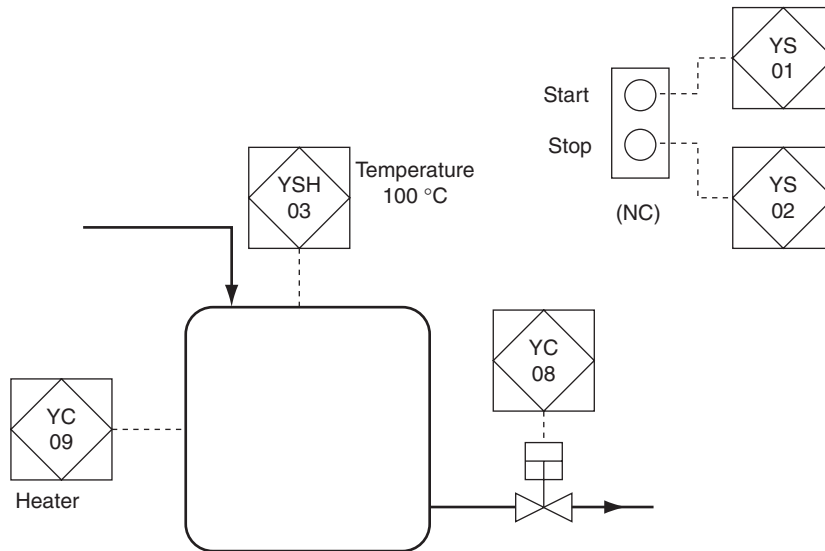 YS
01
Start
Stop
YSH
03
Temperature
100 °C
YS
02
(NC)
YC
08
YC
09
Heater